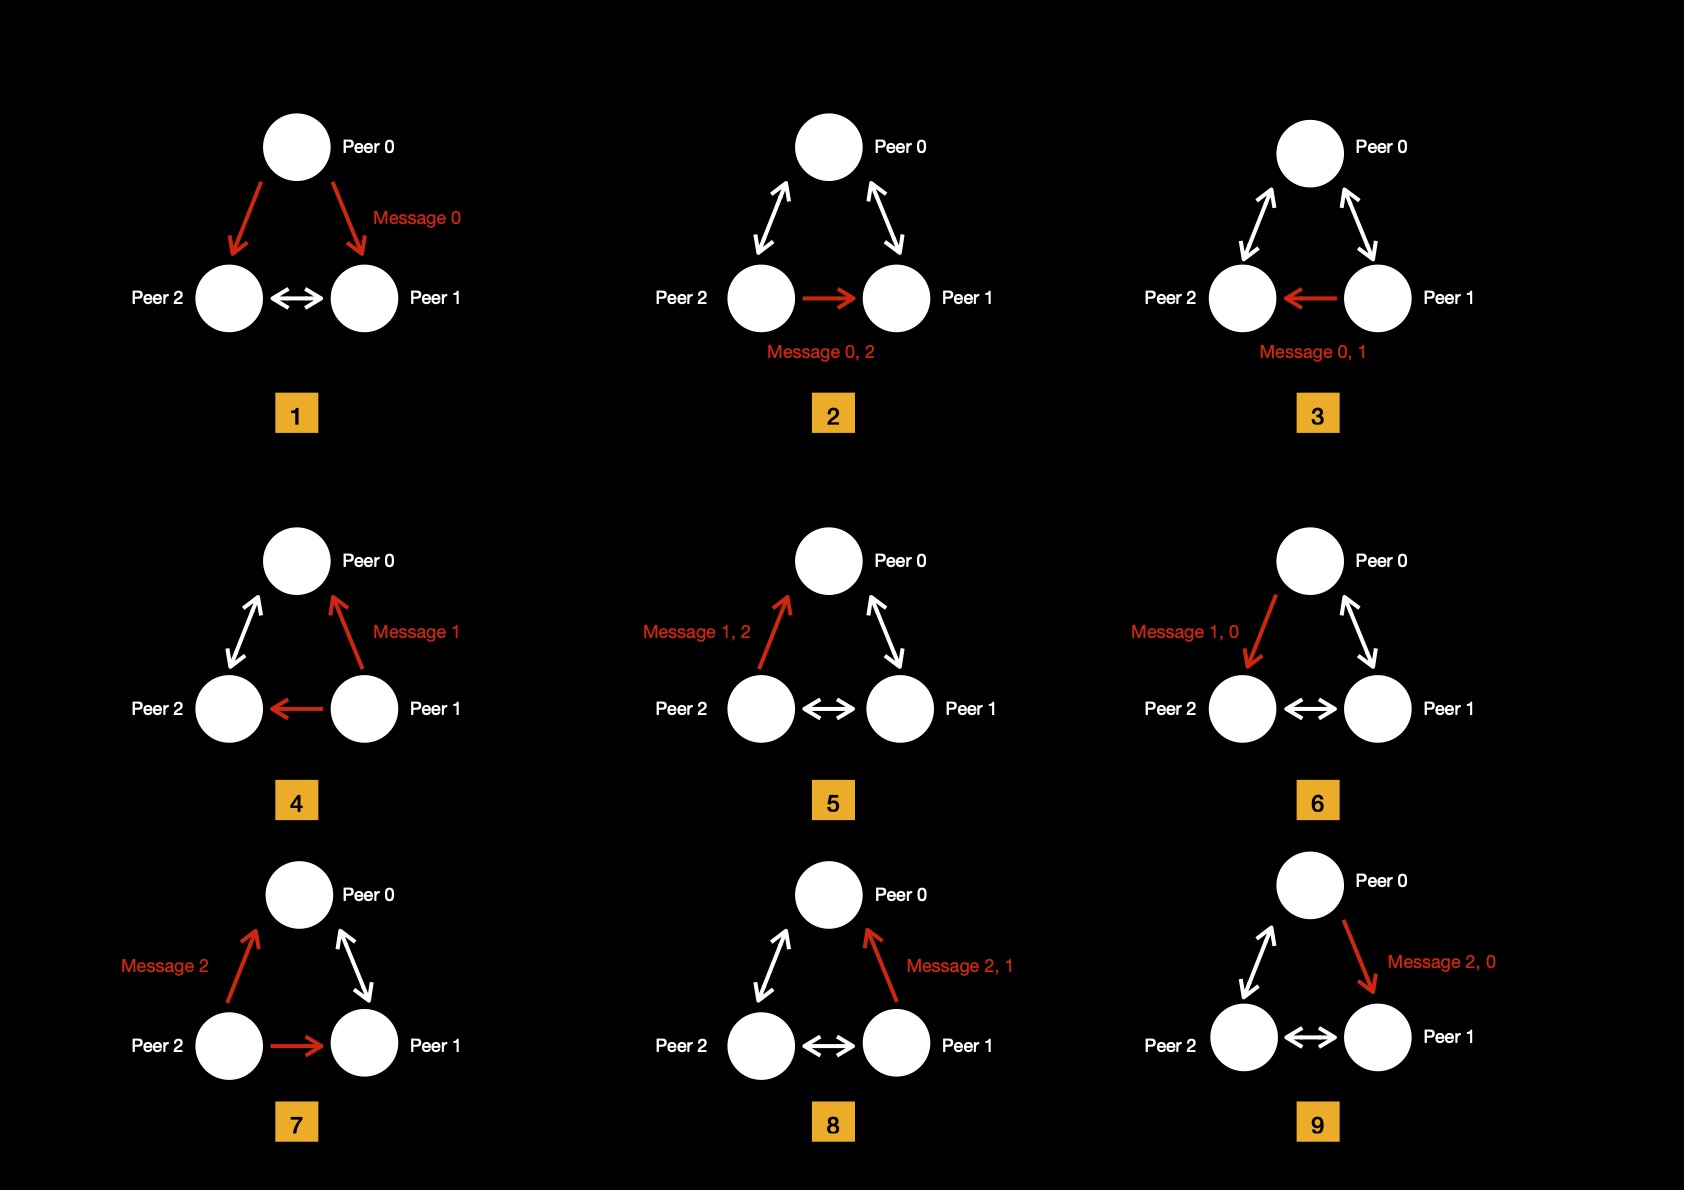 Peer 0
Message 0
Peer 2
Peer 1
1
Peer 0
Peer 2
Peer 1
Message 0, 2
2
Peer 0
Peer 2
Peer 1
Message 0, 1
3
Peer 0
Message 1
Peer 2
Peer 1
4
Peer 0
Message 1, 2
Peer 2
Peer 1
5
Peer 0
Message 1, 0
Peer 2
Peer 1
6
Peer 0
Message 2
Peer 2
Peer 1
7
Peer 0
Message 2, 1
Peer 2
Peer 1
8
Peer 0
Message 2, 0
Peer 2
Peer 1
9